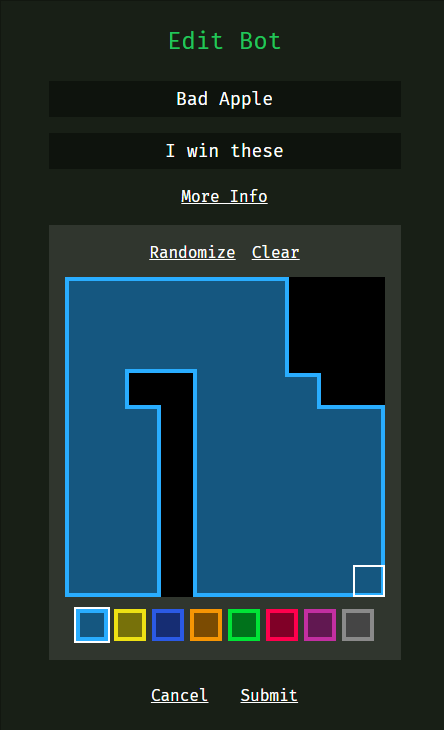 Edit Bot
Bad Apple
I win these
More Info
Randomize Clear
Cancel Submit